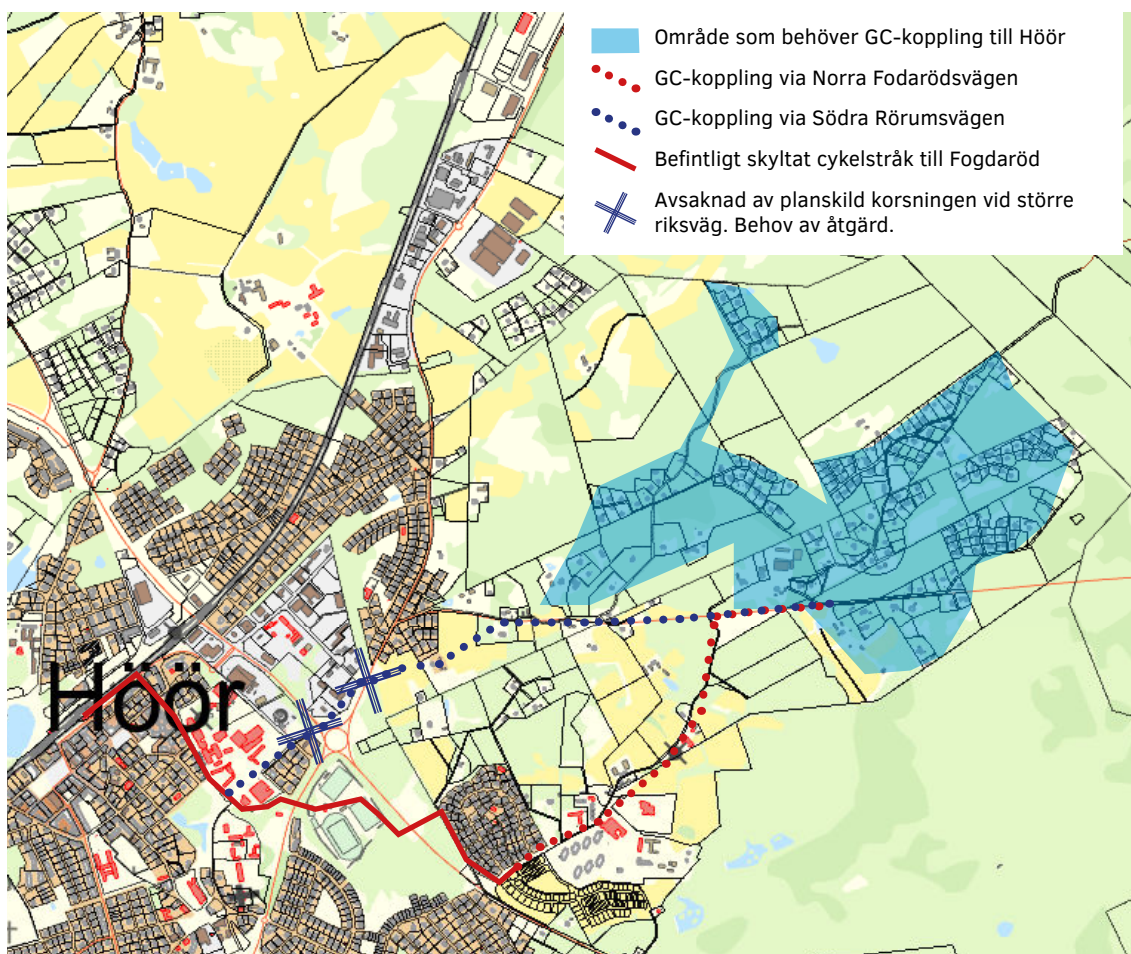 Område som behöver GC-koppling till Höör
GC-koppling via Norra Fodarödsvägen
GC-koppling via Södra Rörumsvägen
Befintligt skyltat cykelstråk till Fogdaröd
Avsaknad av planskild korsningen vid större
riksväg. Behov av åtgärd.
Höör